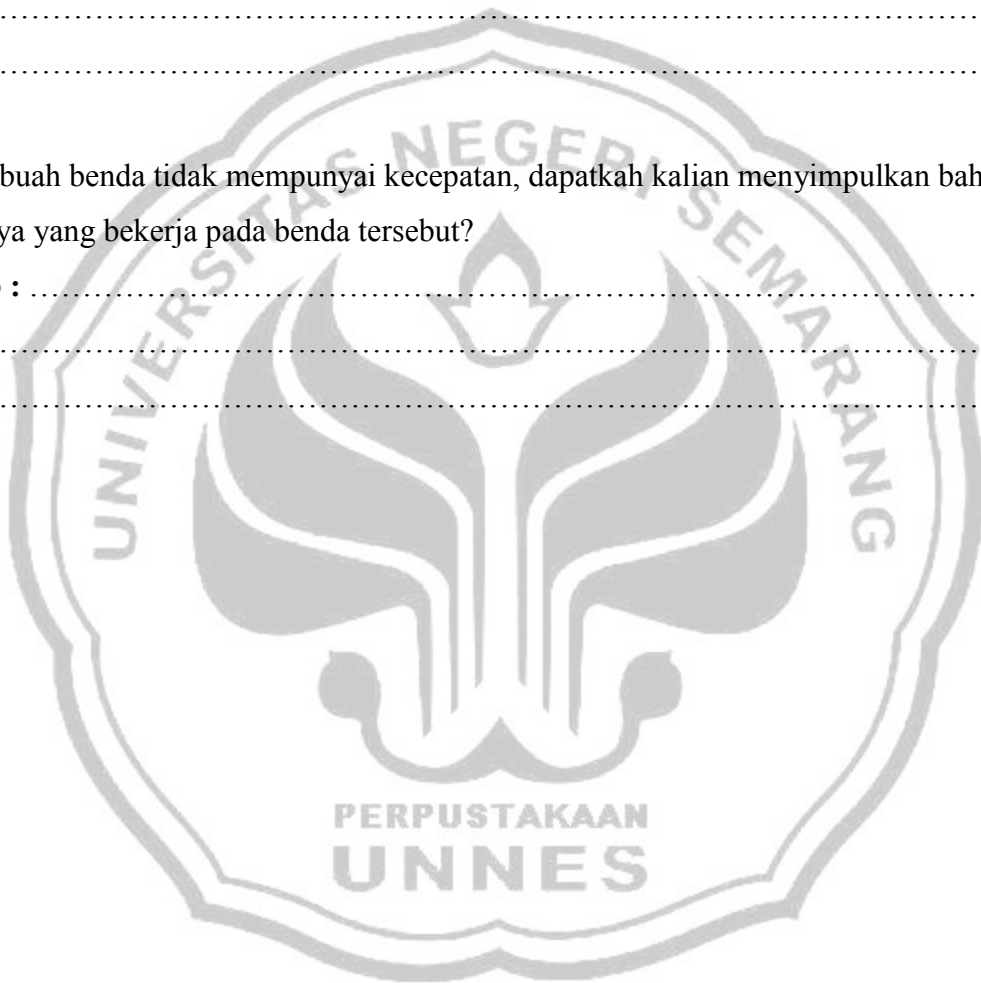 buah benda tidak mempunyai kecepatan, dapatkah kalian menyimpulkan bah
ya yang bekerja pada benda tersebut?
: ........................................................................
UNIVERSITAS NEGERI SEMARANG
PERPUSTAKAAN
UNNES